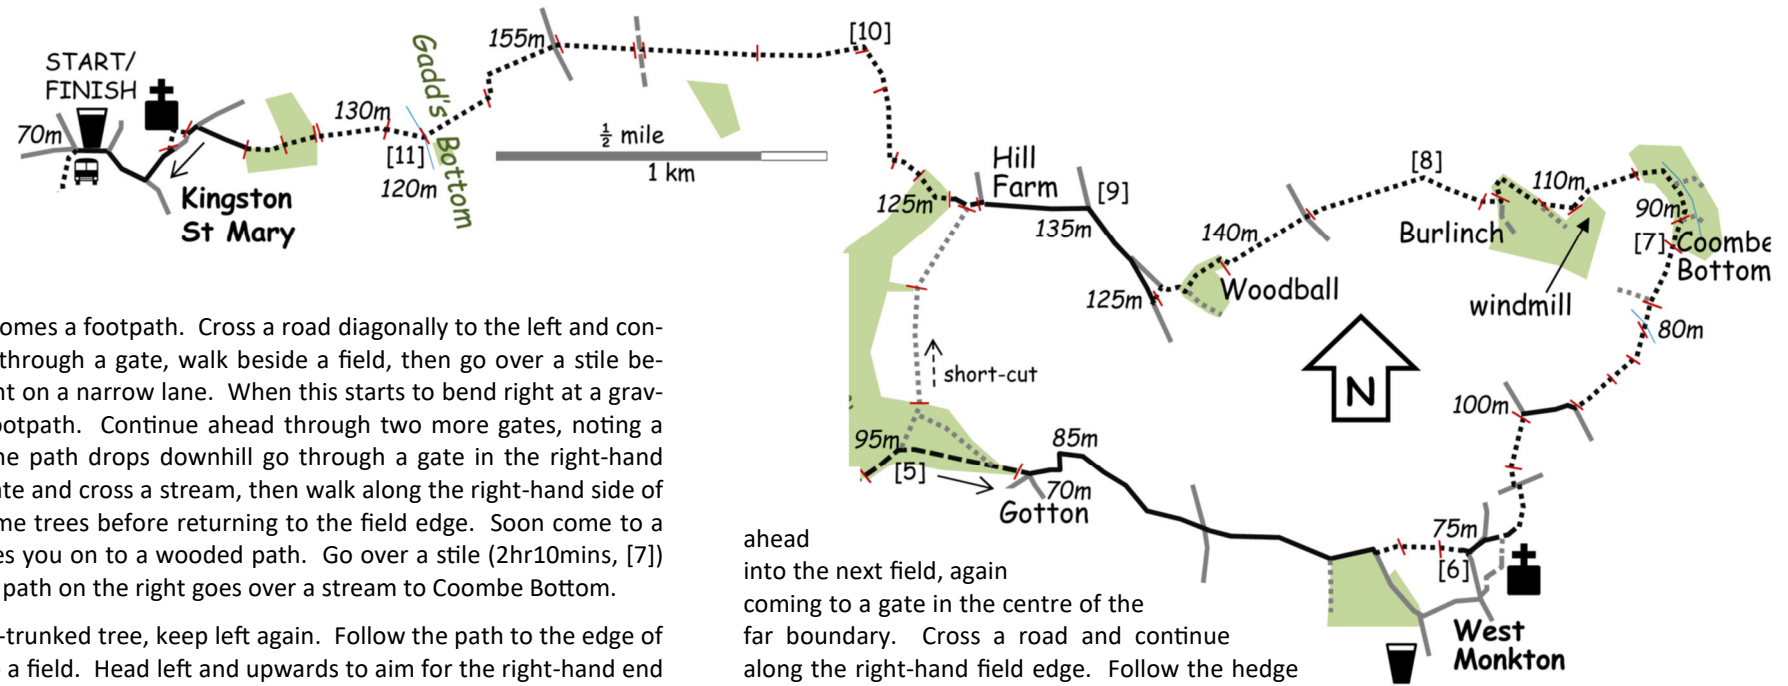 START/
FINISH
70m
Kingston
St Mary
130m
[11]
120m
Gadd's Bottom
155m
½ mile
1 km
[10]
125m
Hill
Farm
[9]
135m
125m
140m
Woodball
[8]
Burlinch
110m
windmill
90m
[7]
Coombe
Bottom
80m
100m
N
short-cut
95m
[5]
85m
70m
Gotton
75m
[6]
West
Monkton
omes a footpath. Cross a road diagonally to the left and con-
through a gate, walk beside a field, then go over a stile be-
nt on a narrow lane. When this starts to bend right at a grav-
ootpath. Continue ahead through two more gates, noting a
ne path drops downhill go through a gate in the right-hand
ate and cross a stream, then walk along the right-hand side of
me trees before returning to the field edge. Soon come to a
es you on to a wooded path. Go over a stile (2hr10mins, [7])
path on the right goes over a stream to Coombe Bottom.
-trunked tree, keep left again. Follow the path to the edge of
a field. Head left and upwards to aim for the right-hand end
ahead
into the next field, again
coming to a gate in the centre of the
far boundary. Cross a road and continue
along the right-hand field edge. Follow the hedge